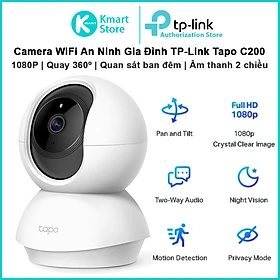 Kmart
Store
tp-link
Authorization Store
Camera WiFi An Ninh Gia Đình TP-Link Tapo C200
1080P | Quay 360° | Quan sát ban đêm | Âm thanh 2 chiều
Pan and Tilt
Full HD
1080p
1080p
Crystal Clear Image
Two-Way Audio
Night Vision
tapo
Motion Detection
Privacy Mode